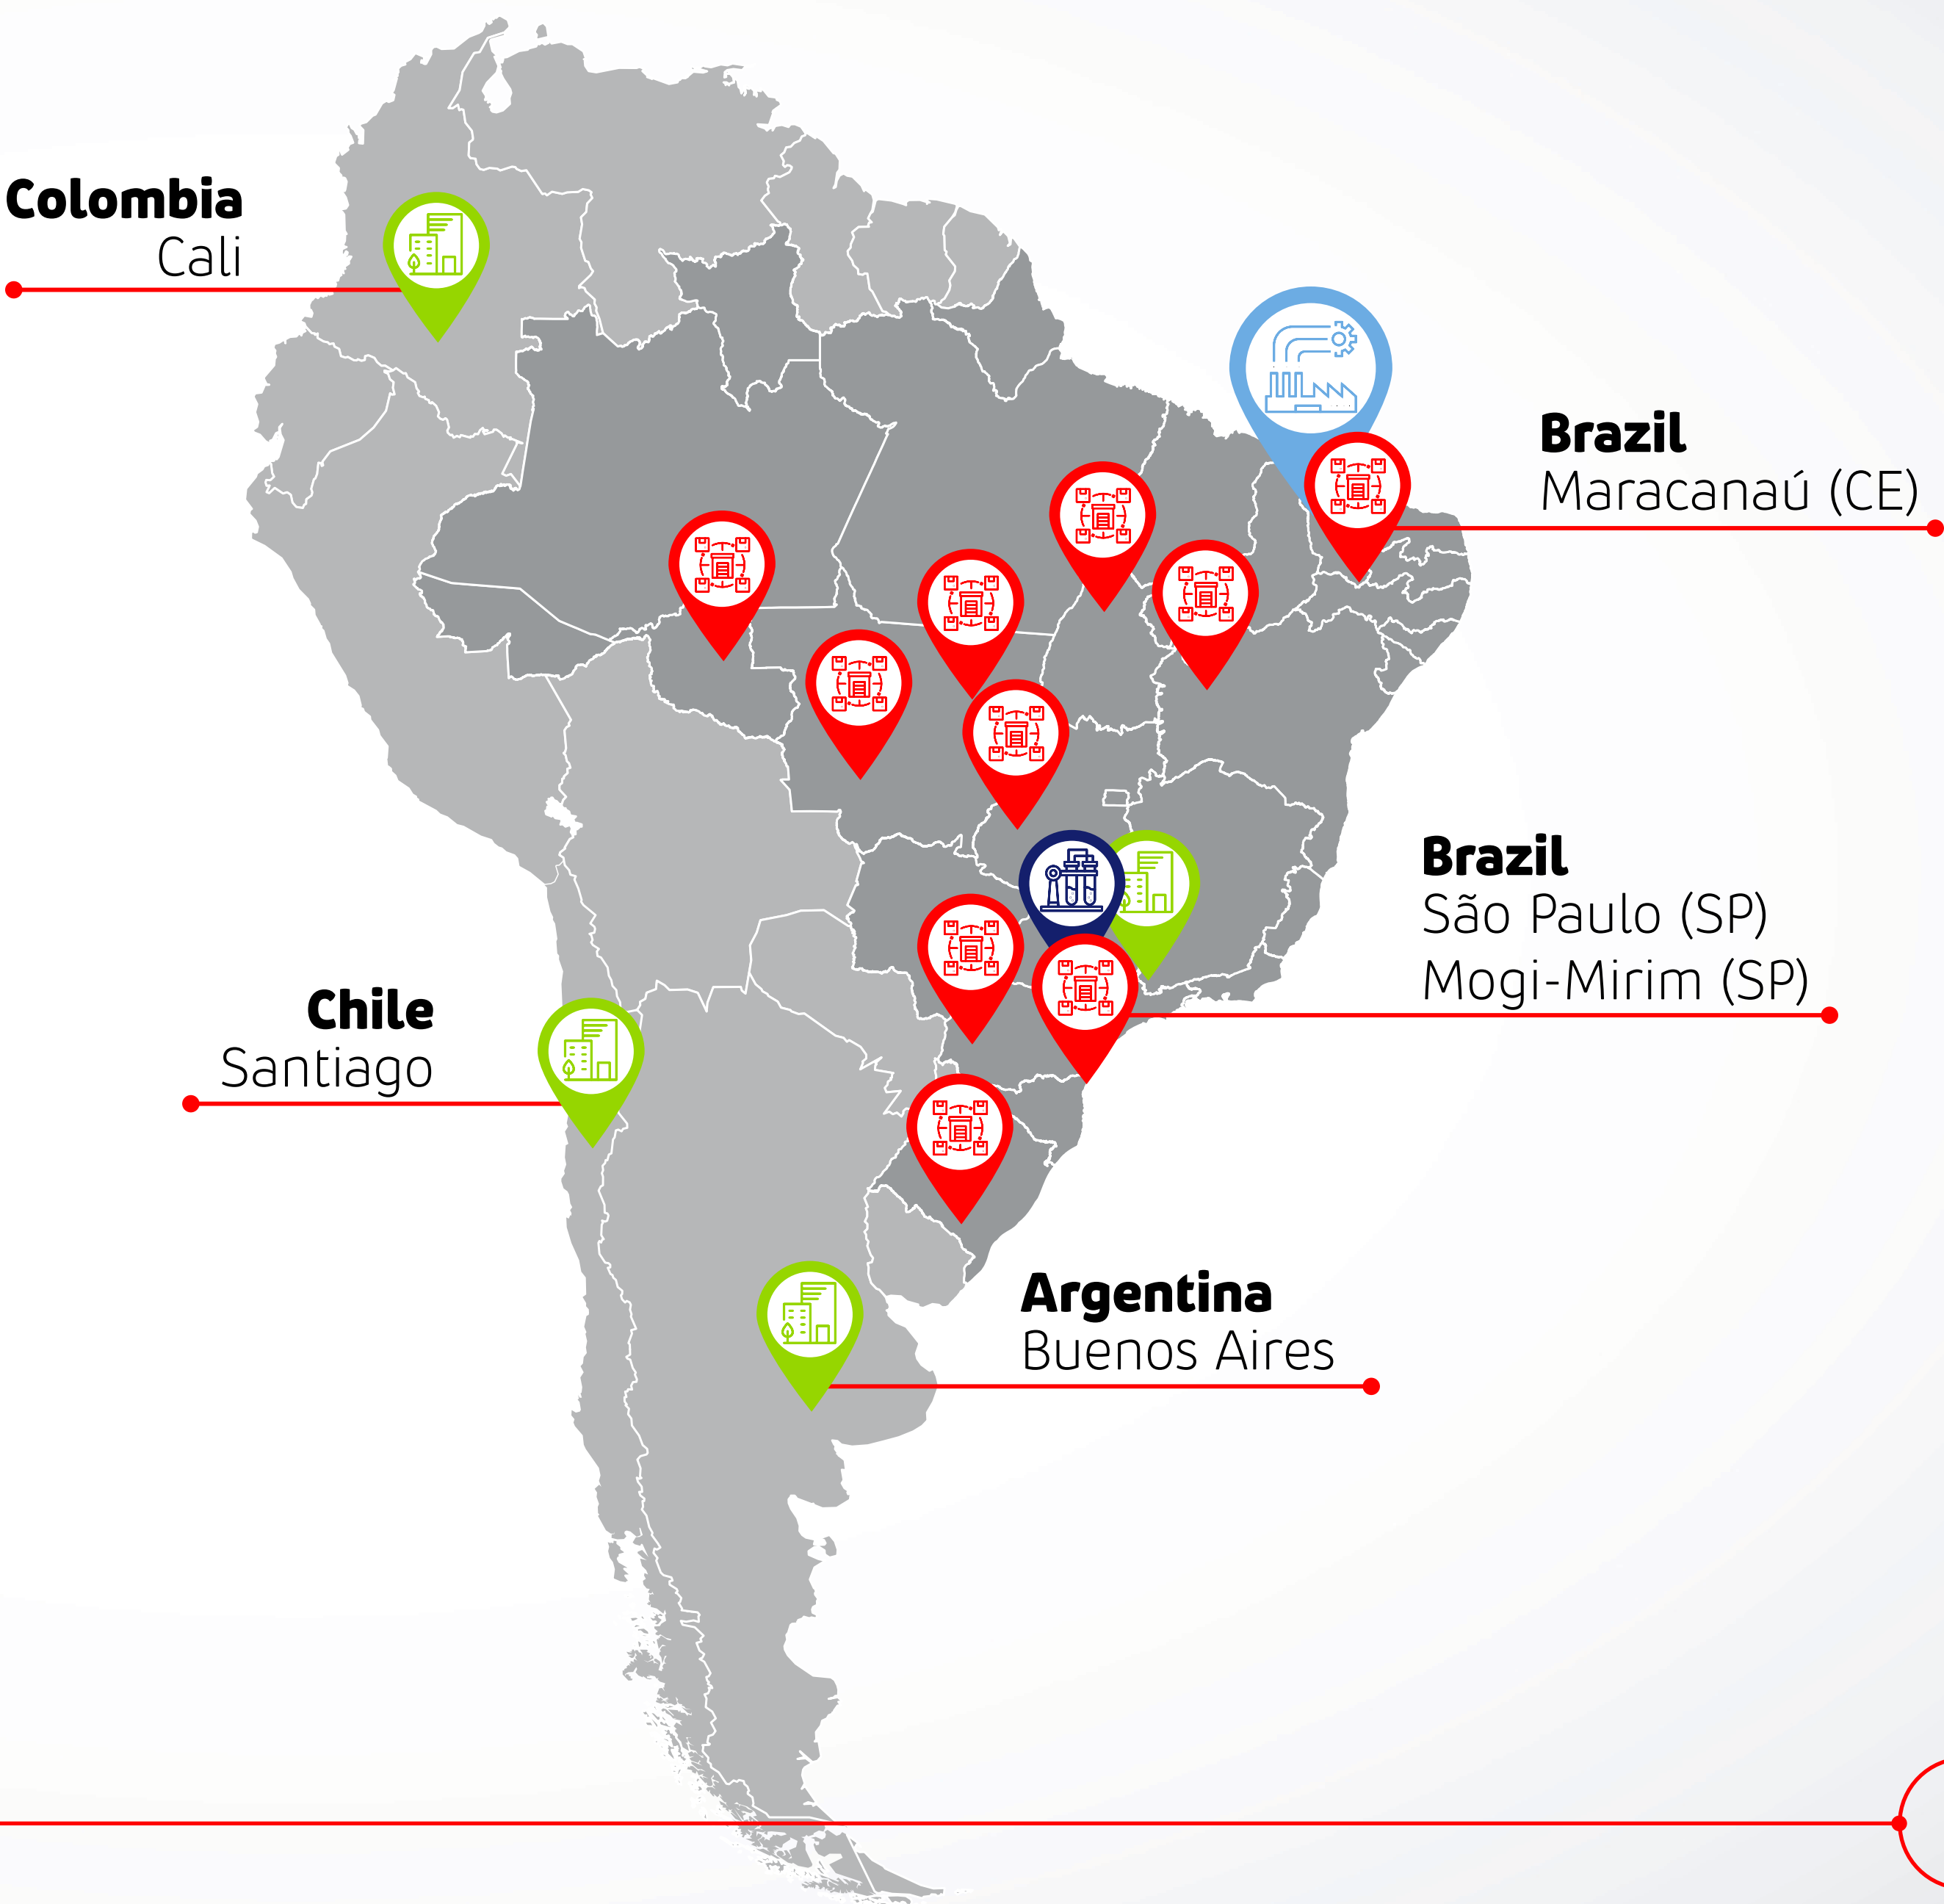 Colombia
Cali
Brazil
Maracanaú (CE)
Brazil
São Paulo (SP)
Mogi-Mirim (SP)
Chile
Santiago
Argentina
Buenos Aires